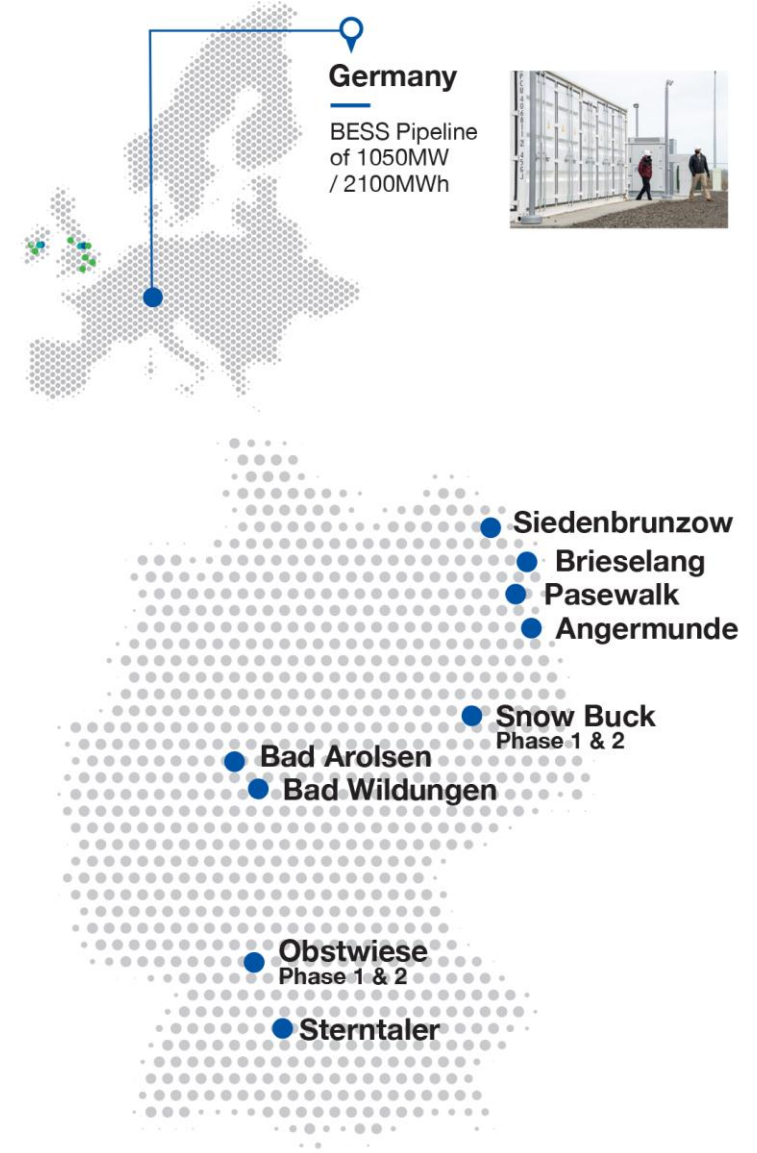 Germany
BESS Pipeline
of 1050MW
/ 2100MWh
Siedenbrunzow
Brieselang
Pasewalk
Angermunde
Snow Buck
Phase 1 & 2
Bad Arolsen
Bad Wildungen
Obstwiese
Phase 1 & 2
Sterntaler